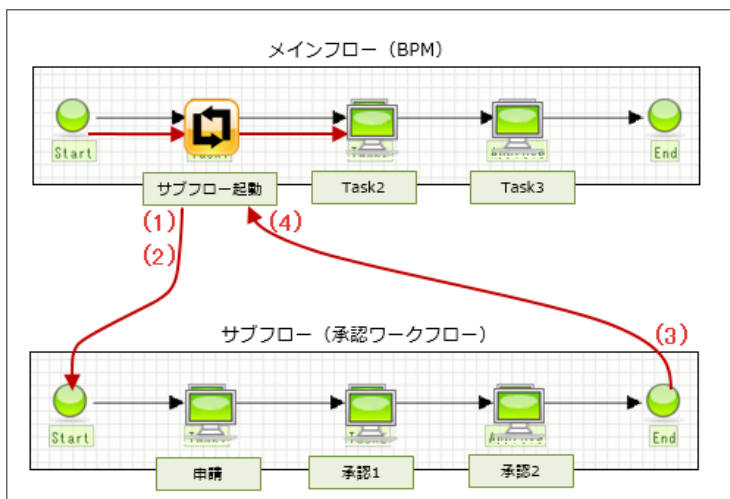 メインフロー（BPM）
Start
End
サブフロー起動
Task2
Task3
(1)
(4)
(2)
サブフロー（承認ワークフロー）
(3)
Start
End
申請
承認1
承認2